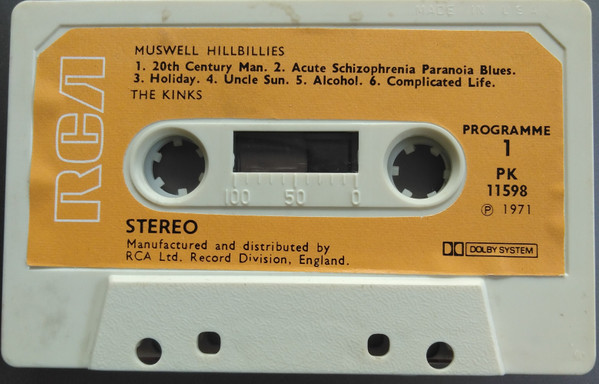 MADE IN U.S.A.
RCA
MUSWELL HILLBILLIES
1. 20th Century Man. 2. Acute Schizophrenia Paranoia Blues.
3. Holiday. 4. Uncle Sun. 5. Alcohol. 6. Complicated Life.
THE KINKS
PROGRAMME
1
PK
11598
℗ 1971
100 50 0
STEREO
Manufactured and distributed by
RCA Ltd. Record Division, England.
DOLBY SYSTEM